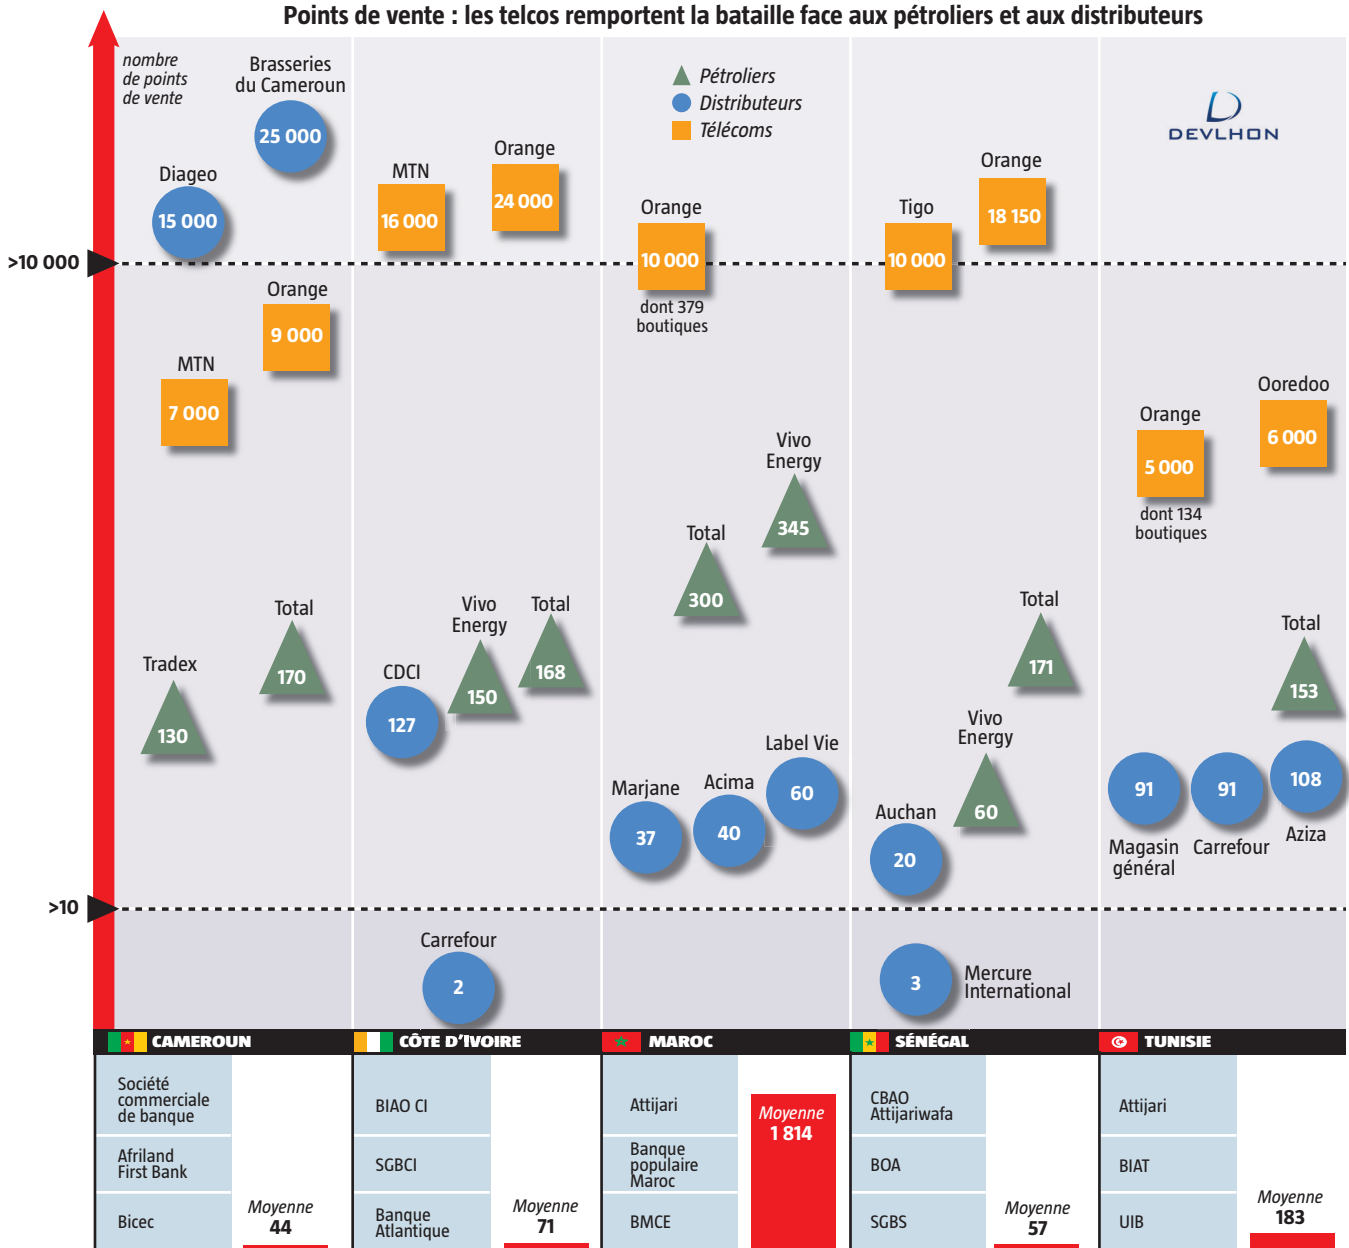 Points de vente : les telcos remportent la bataille face aux pétroliers et aux distributeurs
nombre
de points
de vente
Pétroliers
Distributeurs
Télécoms
DEVLHON
>10 000
>10
Brasseries
du Cameroun
25 000
Diageo
15 000
Orange
9 000
MTN
7 000
Total
170
Tradex
130
MTN
16 000
Orange
24 000
CDCI
127
Vivo
Energy
150
Total
168
Carrefour
2
Orange
10 000
dont 379
boutiques
Vivo
Energy
345
Total
300
Marjane
37
Acima
40
Label Vie
60
Tigo
10 000
Orange
18 150
Total
171
Vivo
Energy
60
Auchan
20
3
Mercure
International
Orange
5 000
dont 134
boutiques
Ooredoo
6 000
Total
153
91
Magasin
général
91
Carrefour
108
Aziza
CAMEROUN
CÔTE D'IVOIRE
MAROC
SÉNÉGAL
TUNISIE
Société
commerciale
de banque
Afriland
First Bank
Bicec
Moyenne
44
BIAO CI
SGBCI
Banque
Atlantique
Moyenne
71
Attijari
Banque
populaire
Maroc
BMCE
Moyenne
1 814
CBAO
Attijariwafa
BOA
SGBS
Moyenne
57
Attijari
BIAT
UIB
Moyenne
183